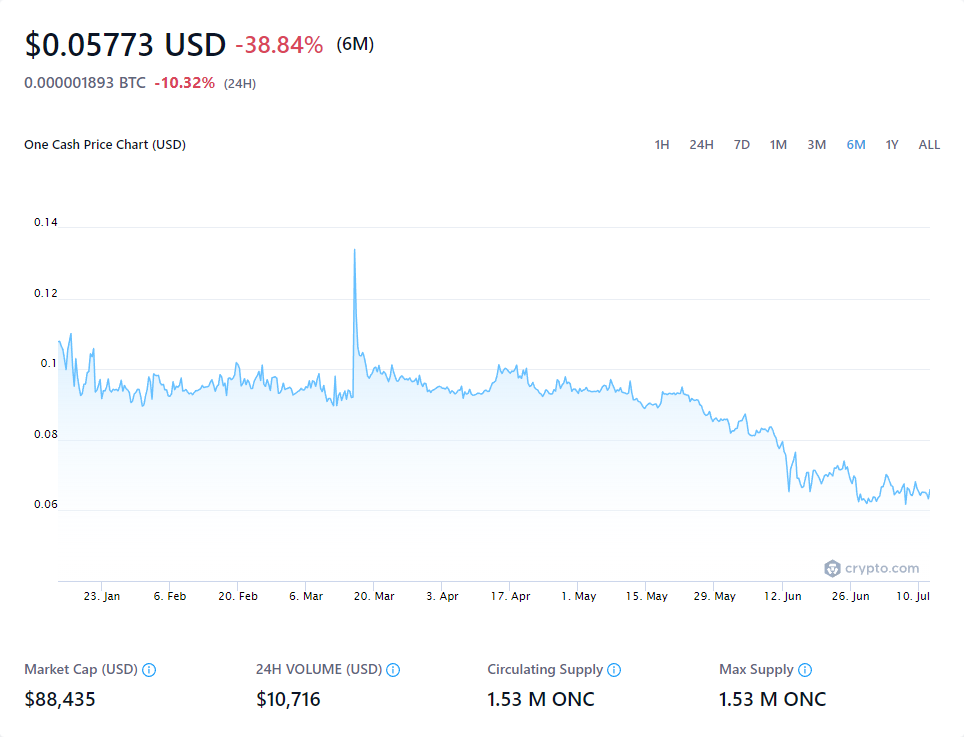 $0.05773 USD -38.84% (6M)
0.000001893 BTC -10.32% (24H)
One Cash Price Chart (USD) 1H 24H 7D 1M 3M 6M 1Y ALL
0.14
0.12
0.1
0.08
0.06
crypto.com
23. Jan 6. Feb 20. Feb 6. Mar 20. Mar 3. Apr 17. Apr 1. May 15. May 29. May 12. Jun 26. Jun 10. Jul
Market Cap (USD) 24H VOLUME (USD) Circulating Supply Max Supply
$88,435 $10,716 1.53 M ONC 1.53 M ONC